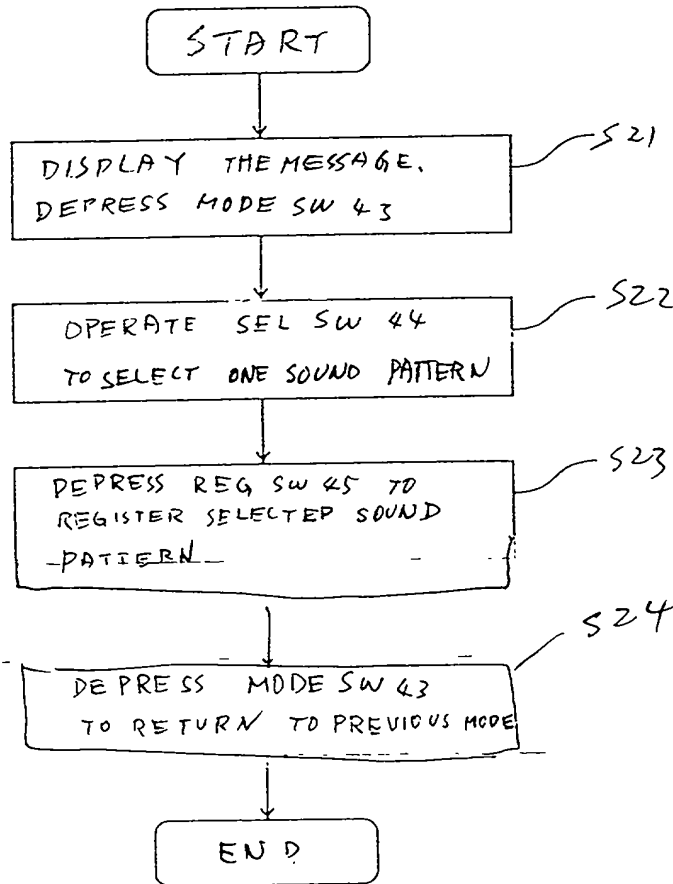 START
S21
DISPLAY THE MESSAGE.
DEPRESS MODE SW 43
S22
OPERATE SEL SW 44
TO SELECT ONE SOUND PATTERN
S23
DEPRESS REG SW 45 TO
REGISTER SELECTED SOUND
PATTERN
S24
DEPRESS MODE SW 43
TO RETURN TO PREVIOUS MODE
END